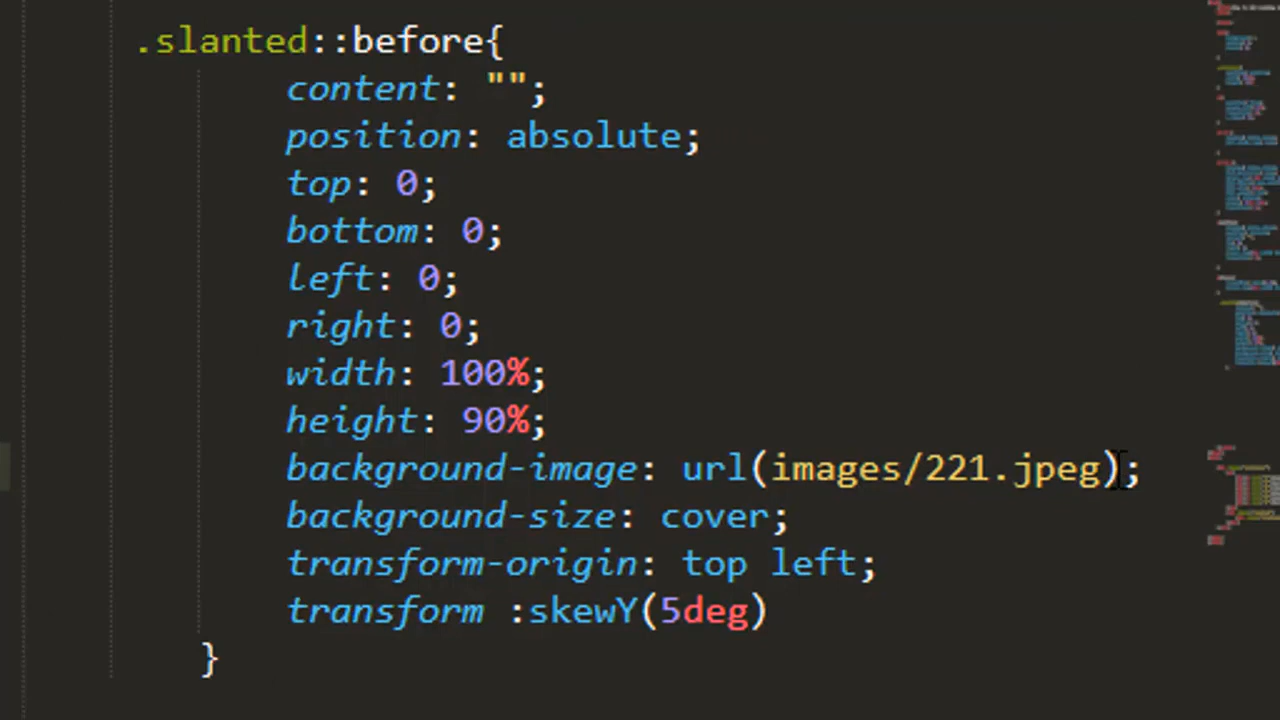 .slanted::before{
content: "";
position: absolute;
top: 0;
bottom: 0;
left: 0;
right: 0;
width: 100%;
height: 90%;
background-image: url(images/221.jpeg);
background-size: cover;
transform-origin: top left;
transform :skewY(5deg)
}